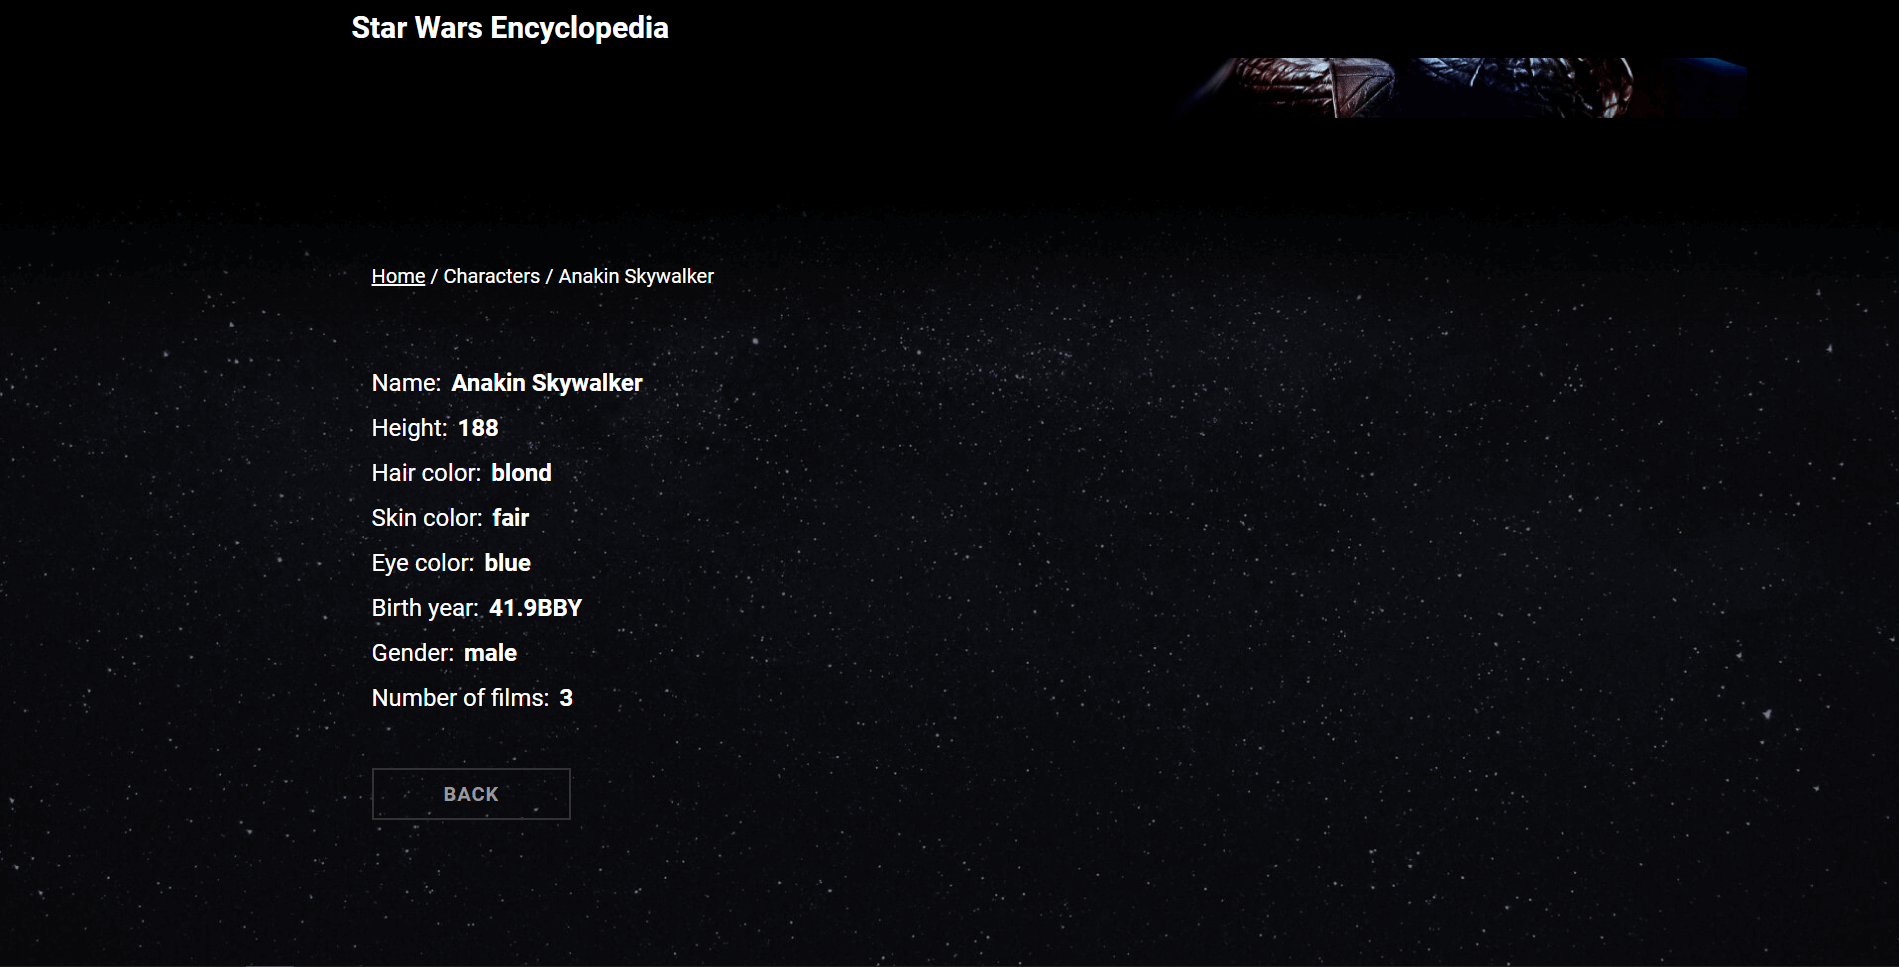 Star Wars Encyclopedia
Home / Characters / Anakin Skywalker
Name: Anakin Skywalker
Height: 188
Hair color: blond
Skin color: fair
Eye color: blue
Birth year: 41.9BBY
Gender: male
Number of films: 3
BACK